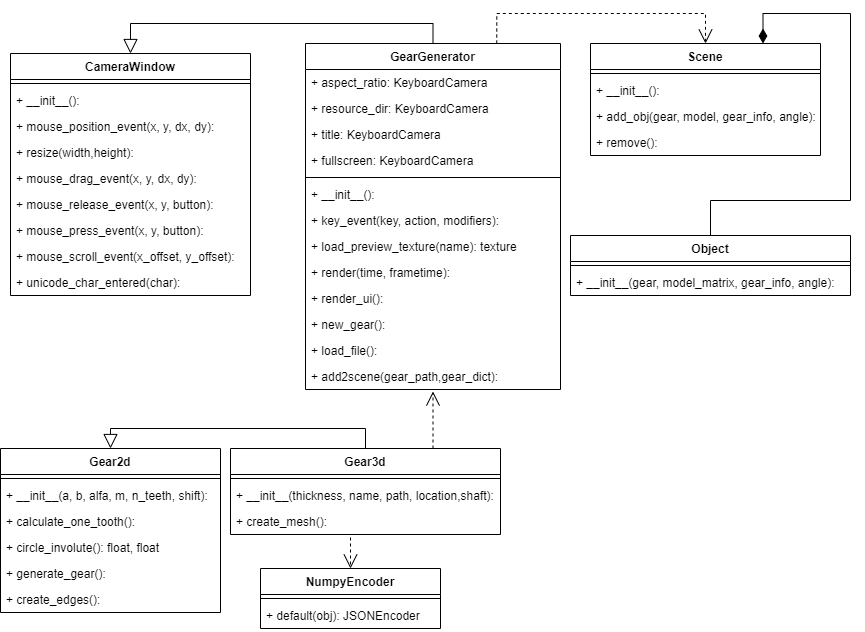 CameraWindow
+ __init__():
+ mouse_position_event(x, y, dx, dy):
+ resize(width,height):
+ mouse_drag_event(x, y, dx, dy):
+ mouse_release_event(x, y, button):
+ mouse_press_event(x, y, button):
+ mouse_scroll_event(x_offset, y_offset):
+ unicode_char_entered(char):
GearGenerator
+ aspect_ratio: KeyboardCamera
+ resource_dir: KeyboardCamera
+ title: KeyboardCamera
+ fullscreen: KeyboardCamera
+ __init__():
+ key_event(key, action, modifiers):
+ load_preview_texture(name): texture
+ render(time, frametime):
+ render_ui():
+ new_gear():
+ load_file():
+ add2scene(gear_path,gear_dict):
Scene
+ __init__():
+ add_obj(gear, model, gear_info, angle):
+ remove():
Object
+ __init__(gear, model_matrix, gear_info, angle):
Gear2d
+ __init__(a, b, alfa, m, n_teeth, shift):
+ calculate_one_tooth():
+ circle_involute(): float, float
+ generate_gear():
+ create_edges():
Gear3d
+ __init__(thickness, name, path, location,shaft):
+ create_mesh():
NumpyEncoder
+ default(obj): JSONEncoder